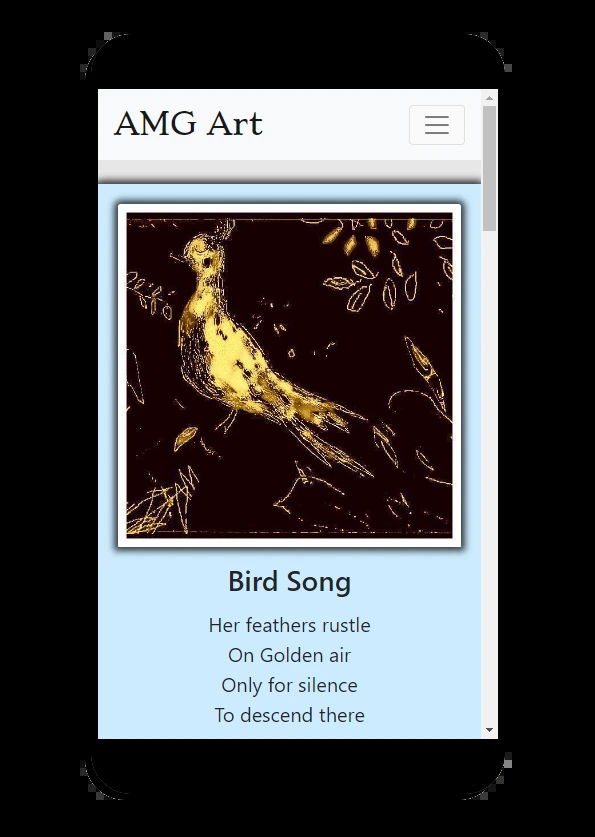 AMG Art
Bird Song
Her feathers rustle
On Golden air
Only for silence
To descend there